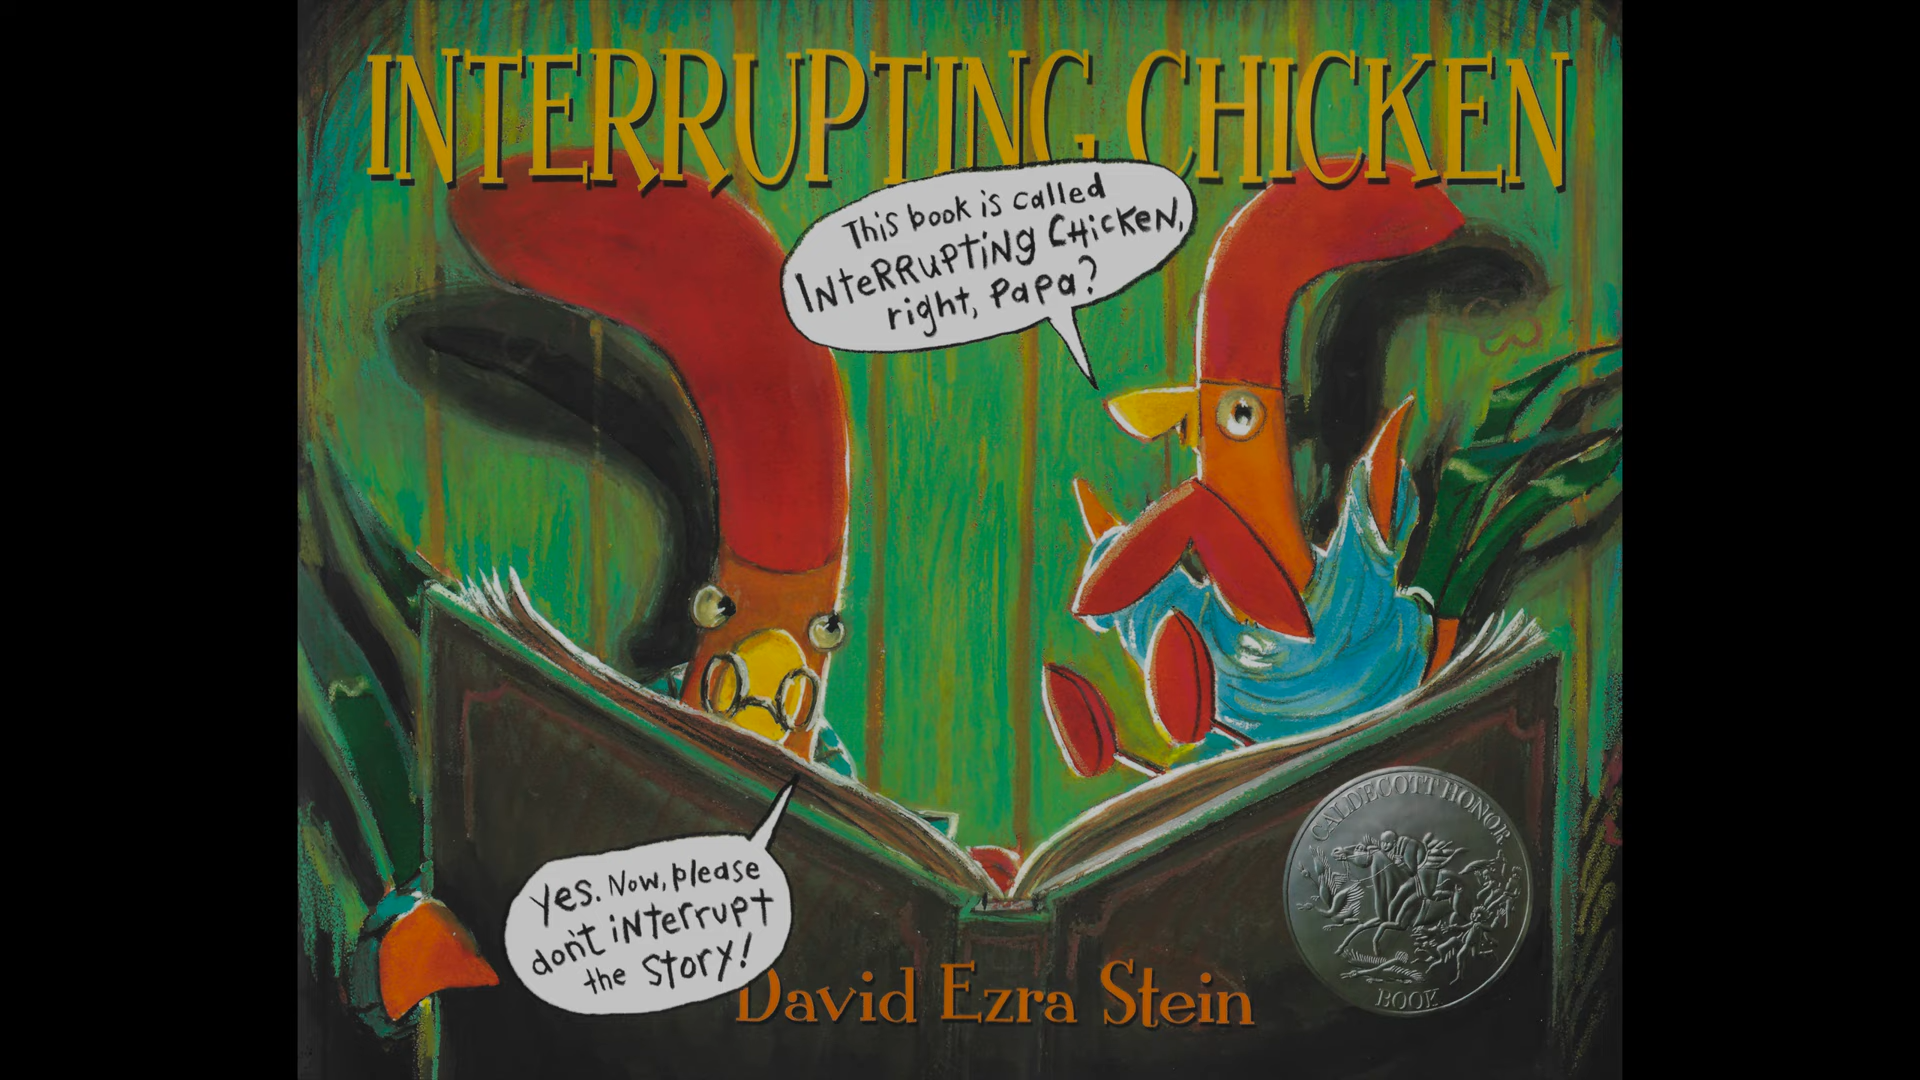 INTERRUPTING CHICKEN
This book is called
INteRRuPTiNg CHicKeN,
right, Papa?
Yes. Now, please
don't iNterrupt
the Story!
CALDECOTT HONOR
BOOK
David Ezra Stein